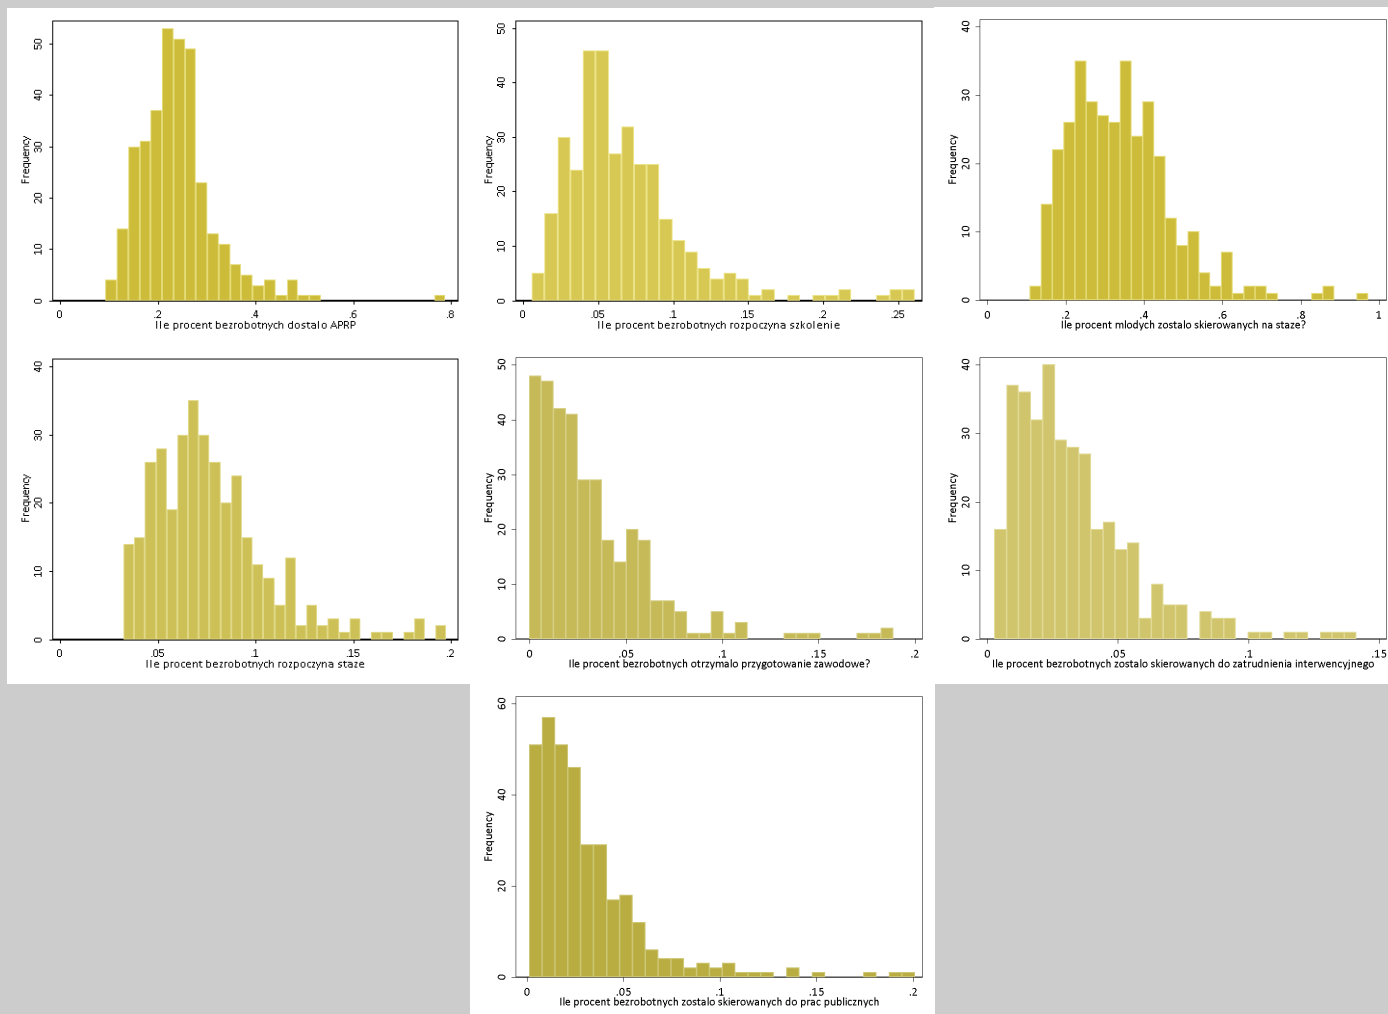 Frequency
0 10 20 30 40 50
0 .2 .4 .6 .8
Ile procent bezrobotnych dostalo APRP
Frequency
0 10 20 30 40 50
0 .05 .1 .15 .2 .25
Ile procent bezrobotnych rozpoczyna szkolenie
Frequency
0 10 20 30 40
0 .2 .4 .6 .8 1
Ile procent mlodych zostalo skierowanych na staze?
Frequency
0 10 20 30 40
0 .05 .1 .15 .2
Ile procent bezrobotnych rozpoczyna staze
Frequency
0 10 20 30 40 50
0 .05 .1 .15 .2
Ile procent bezrobotnych otrzymalo przygotowanie zawodowe?
Frequency
0 10 20 30 40
0 .05 .1 .15
Ile procent bezrobotnych zostalo skierowanych do zatrudnienia interwencyjnego
Frequency
0 20 40 60
0 .05 .1 .15 .2
Ile procent bezrobotnych zostalo skierowanych do prac publicznych